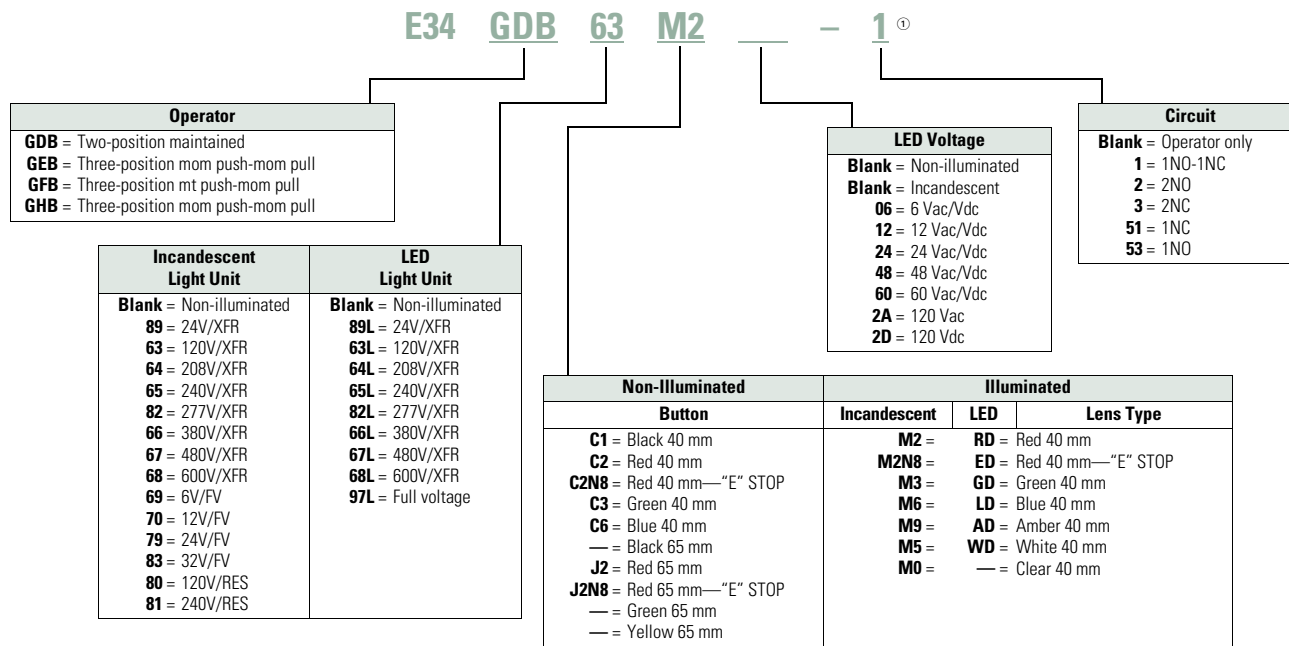 E34 GDB 63 M2 ___ – 1 ①
Operator
GDB = Two-position maintained
GEB = Three-position mom push-mom pull
GFB = Three-position mt push-mom pull
GHB = Three-position mom push-mom pull
Incandescent
Light Unit
Blank = Non-illuminated
89 = 24V/XFR
63 = 120V/XFR
64 = 208V/XFR
65 = 240V/XFR
82 = 277V/XFR
66 = 380V/XFR
67 = 480V/XFR
68 = 600V/XFR
69 = 6V/FV
70 = 12V/FV
79 = 24V/FV
83 = 32V/FV
80 = 120V/RES
81 = 240V/RES
LED
Light Unit
Blank = Non-illuminated
89L = 24V/XFR
63L = 120V/XFR
64L = 208V/XFR
65L = 240V/XFR
82L = 277V/XFR
66L = 380V/XFR
67L = 480V/XFR
68L = 600V/XFR
97L = Full voltage
Non-Illuminated
Button
C1 = Black 40 mm
C2 = Red 40 mm
C2N8 = Red 40 mm—“E” STOP
C3 = Green 40 mm
C6 = Blue 40 mm
— = Black 65 mm
J2 = Red 65 mm
J2N8 = Red 65 mm—“E” STOP
— = Green 65 mm
— = Yellow 65 mm
Illuminated
Incandescent LED Lens Type
M2 = RD = Red 40 mm
M2N8 = ED = Red 40 mm—“E” STOP
M3 = GD = Green 40 mm
M6 = LD = Blue 40 mm
M9 = AD = Amber 40 mm
M5 = WD = White 40 mm
M0 = — = Clear 40 mm
LED Voltage
Blank = Non-illuminated
Blank = Incandescent
06 = 6 Vac/Vdc
12 = 12 Vac/Vdc
24 = 24 Vac/Vdc
48 = 48 Vac/Vdc
60 = 60 Vac/Vdc
2A = 120 Vac
2D = 120 Vdc
Circuit
Blank = Operator only
1 = 1NO-1NC
2 = 2NO
3 = 2NC
51 = 1NC
53 = 1NO